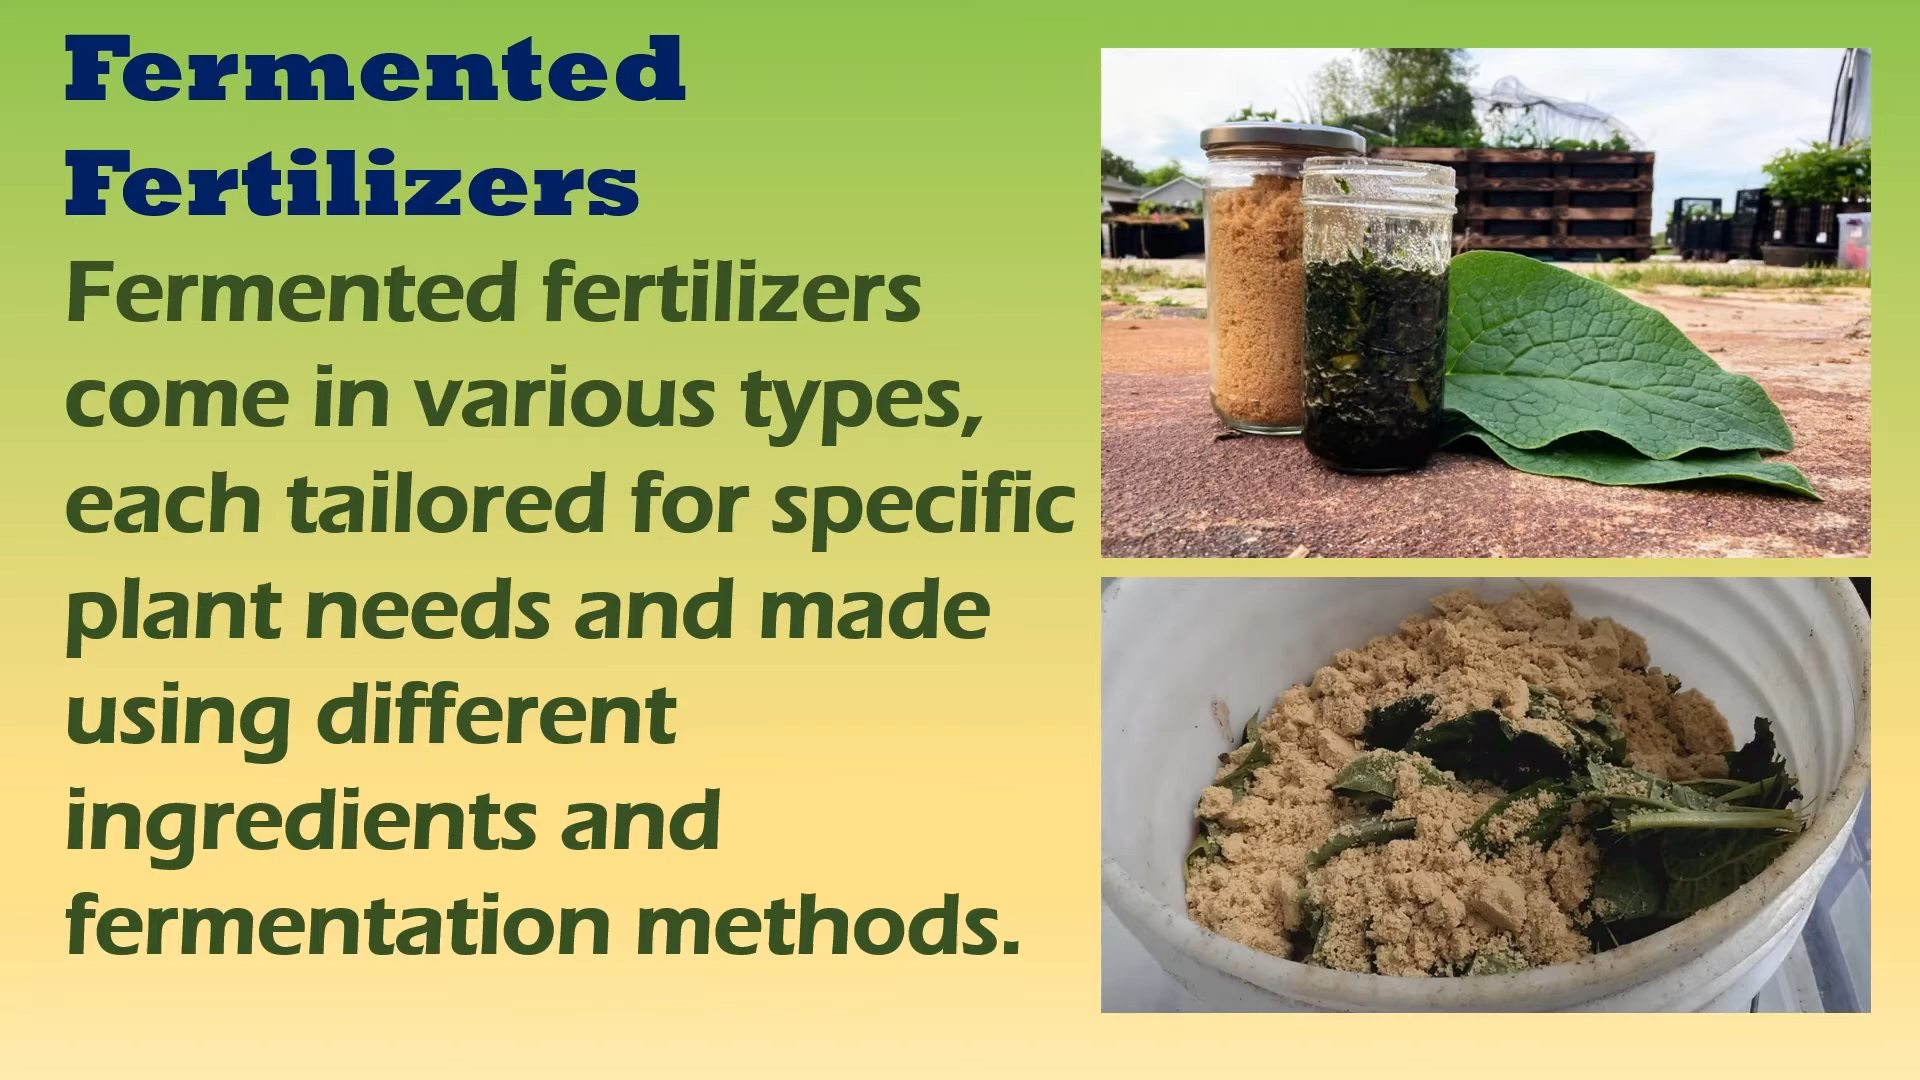 Fermented
Fertilizers
Fermented fertilizers
come in various types,
each tailored for specific
plant needs and made
using different
ingredients and
fermentation methods.